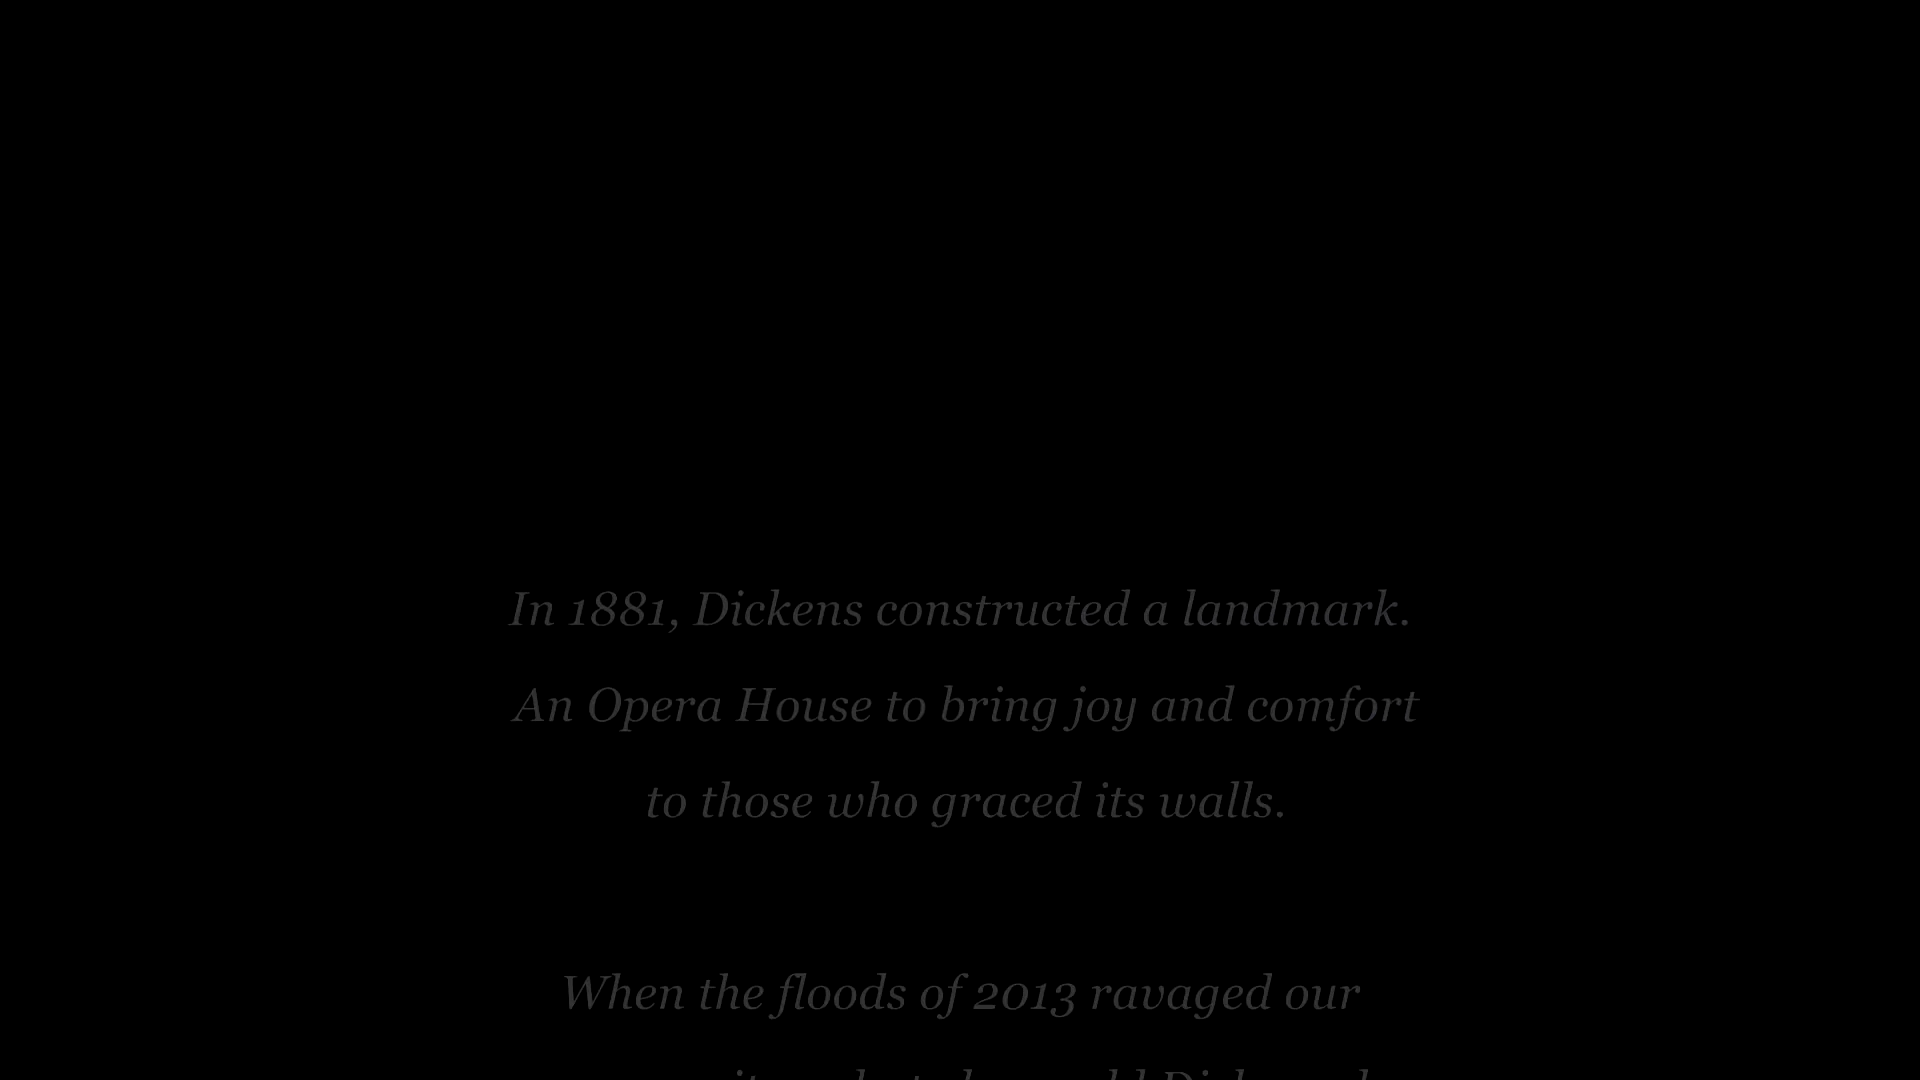 In 1881, Dickens constructed a landmark.
An Opera House to bring joy and comfort
to those who graced its walls.
When the floods of 2013 ravaged our